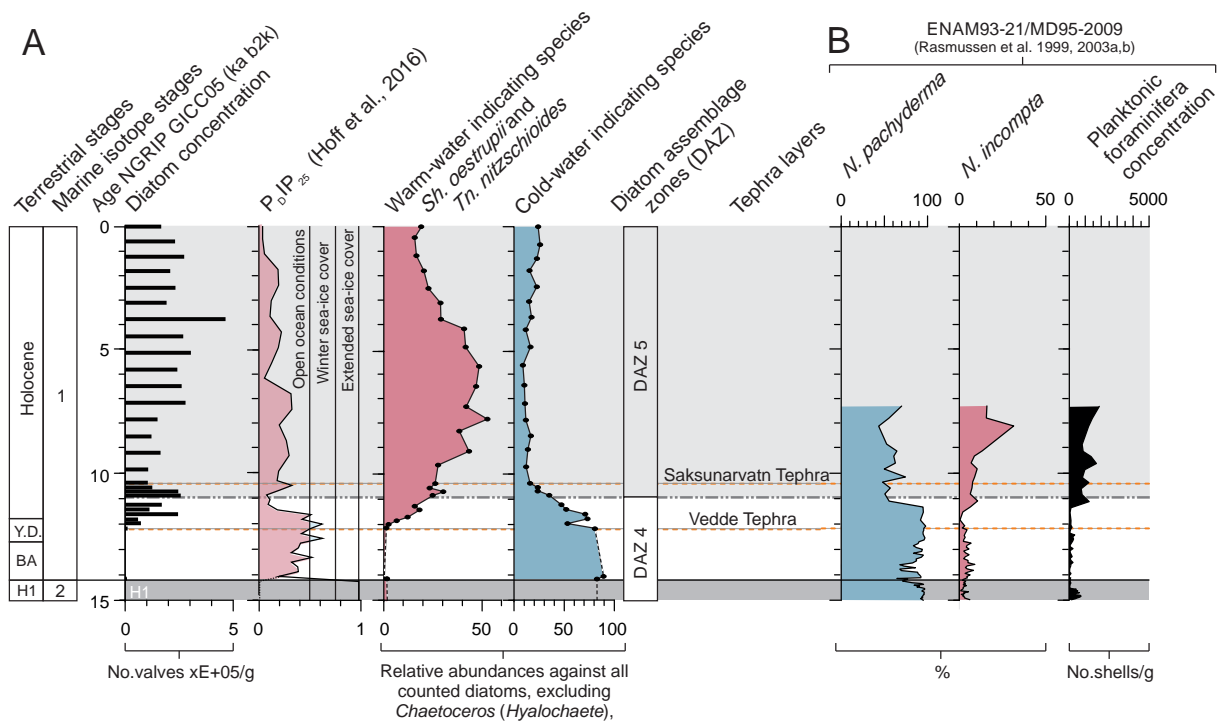 A
Terrestrial stages
Marine isotope stages
Age NGRIP GICC05 (ka b2k)
Diatom concentration
PDIP25 (Hoff et al., 2016)
Warm-water indicating species
Sh. oestrupii and
Tn. nitzschioides
Cold-water indicating species
Diatom assemblage
zones (DAZ)
Tephra layers
B
ENAM93-21/MD95-2009
(Rasmussen et al. 1999, 2003a,b)
N. pachyderma
N. incompta
Planktonic
foraminifera
concentration
0 100
0 50
0 5000
0
5
10
15
Holocene
Y.D.
BA
H1
1
2
H1
Open ocean conditions
Winter sea-ice cover
Extended sea-ice cover
DAZ 5
DAZ 4
Saksunarvatn Tephra
Vedde Tephra
0 5
0 1
0 50
0 50 100
No.valves xE+05/g
Relative abundances against all
counted diatoms, excluding
Chaetoceros (Hyalochaete),
%
No.shells/g